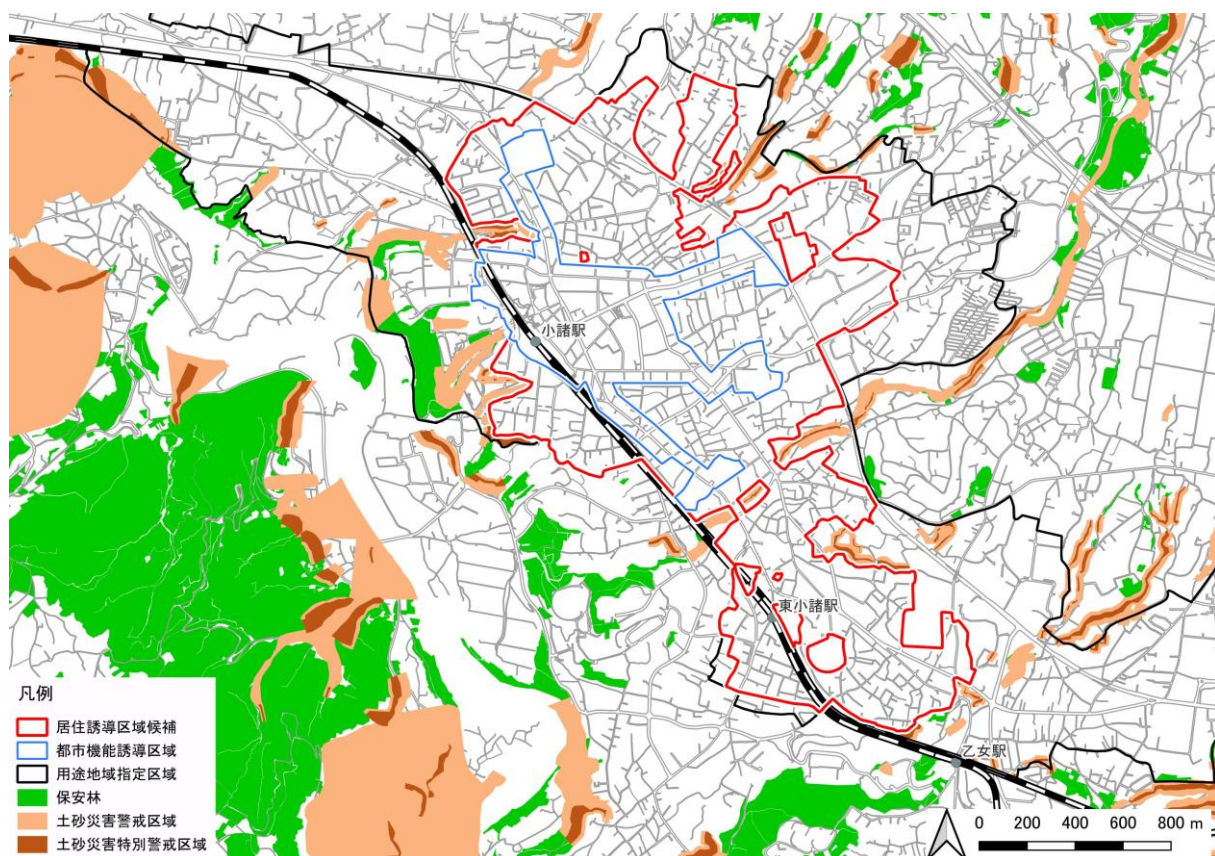 小諸駅
東小諸駅
乙女駅
凡例
居住誘導区域候補
都市機能誘導区域
用途地域指定区域
保安林
土砂災害警戒区域
土砂災害特別警戒区域
0 200 400 600 800 m